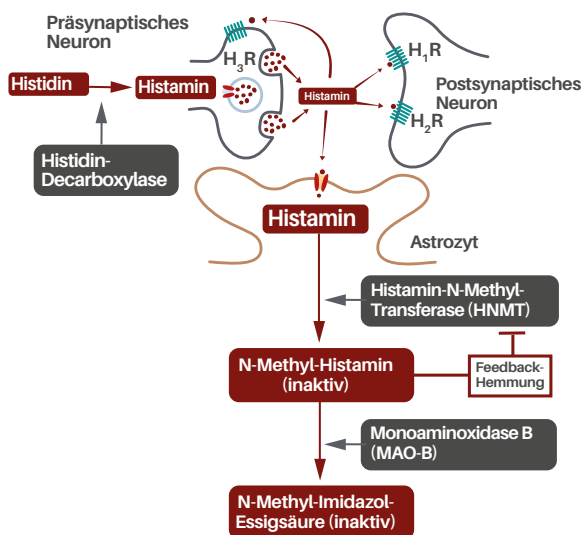 Präsynaptisches
Neuron
H3R
H1R
Histidin
Histamin
Histamin
Postsynaptisches
Neuron
H2R
Histidin-
Decarboxylase
Histamin
Astrozyt
Histamin-N-Methyl-
Transferase (HNMT)
N-Methyl-Histamin
(inaktiv)
Feedback-
Hemmung
Monoaminoxidase B
(MAO-B)
N-Methyl-Imidazol-
Essigsäure (inaktiv)